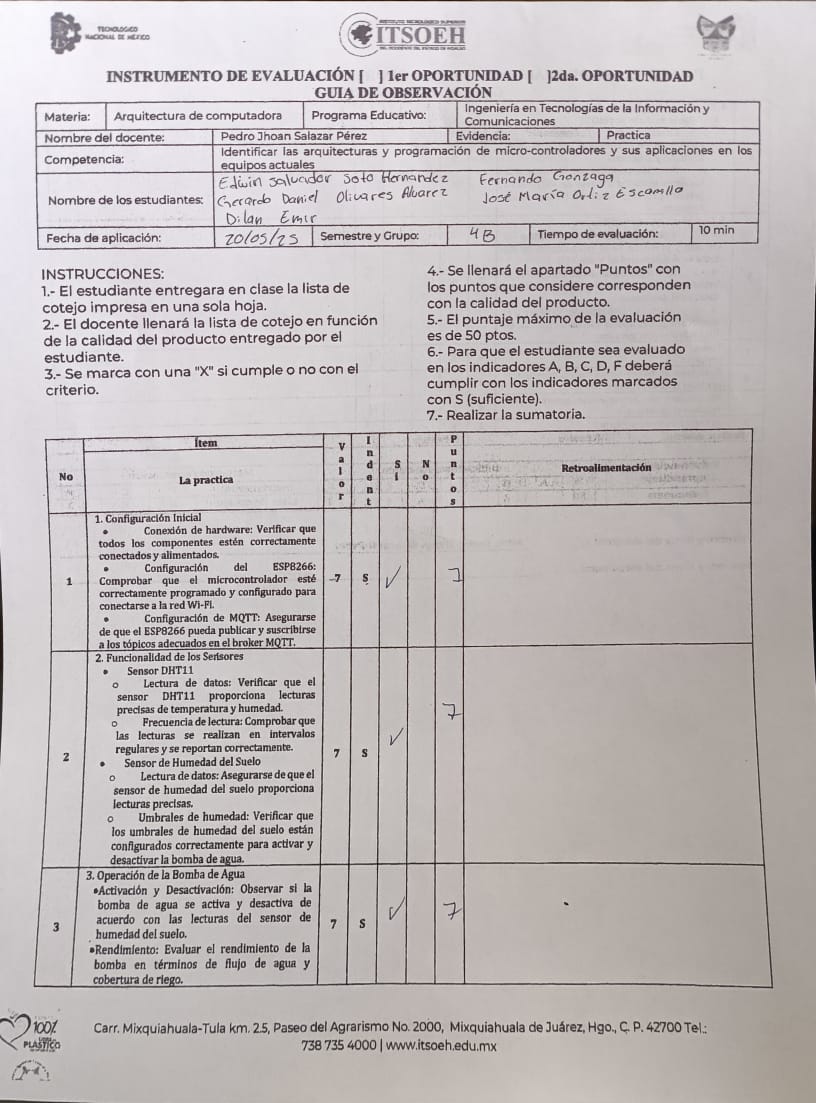 TECNOLÓGICO
NACIONAL DE MÉXICO
INSTITUTO TECNOLÓGICO SUPERIOR
ITSOEH
DEL OCCIDENTE DEL ESTADO DE HIDALGO
INSTRUMENTO DE EVALUACIÓN [ ] 1er OPORTUNIDAD [ ]2da. OPORTUNIDAD
GUIA DE OBSERVACIÓN
Materia: Arquitectura de computadora Programa Educativo: Ingeniería en Tecnologías de la Información y
Comunicaciones
Nombre del docente: Pedro Jhoan Salazar Pérez Evidencia: Practica
Competencia: Identificar las arquitecturas y programación de micro-controladores y sus aplicaciones en los
equipos actuales
Nombre de los estudiantes: Edwin Salvador Soto Hernandez Fernando Gonzaga
Gerardo Daniel Olivares Alvarez José María Ortiz Escamilla
Dilan Emir
Fecha de aplicación: 20/05/25 Semestre y Grupo: 4B Tiempo de evaluación: 10 min
INSTRUCCIONES:
1.- El estudiante entregara en clase la lista de
cotejo impresa en una sola hoja.
2.- El docente llenará la lista de cotejo en función
de la calidad del producto entregado por el
estudiante.
3.- Se marca con una "X" si cumple o no con el
criterio.
4.- Se llenará el apartado "Puntos" con
los puntos que considere corresponden
con la calidad del producto.
5.- El puntaje máximo de la evaluación
es de 50 ptos.
6.- Para que el estudiante sea evaluado
en los indicadores A, B, C, D, F deberá
cumplir con los indicadores marcados
con S (suficiente).
7.- Realizar la sumatoria.
No Ítem Valor Indent Si No Puntos Retroalimentación
La practica
1. Configuración Inicial
• Conexión de hardware: Verificar que
todos los componentes estén correctamente
conectados y alimentados.
• Configuración del ESP8266:
1 Comprobar que el microcontrolador esté 7 S ✓ 7
correctamente programado y configurado para
conectarse a la red Wi-Fi.
• Configuración de MQTT: Asegurarse
de que el ESP8266 pueda publicar y suscribirse
a los tópicos adecuados en el broker MQTT.
2. Funcionalidad de los Sensores
• Sensor DHT11
o Lectura de datos: Verificar que el
sensor DHT11 proporciona lecturas
precisas de temperatura y humedad.
o Frecuencia de lectura: Comprobar que
las lecturas se realizan en intervalos
regulares y se reportan correctamente.
2 7 S ✓ 7
• Sensor de Humedad del Suelo
o Lectura de datos: Asegurarse de que el
sensor de humedad del suelo proporciona
lecturas precisas.
o Umbrales de humedad: Verificar que
los umbrales de humedad del suelo están
configurados correctamente para activar y
desactivar la bomba de agua.
3. Operación de la Bomba de Agua
•Activación y Desactivación: Observar si la
bomba de agua se activa y desactiva de
acuerdo con las lecturas del sensor de
3 humedad del suelo. 7 S ✓ 7
•Rendimiento: Evaluar el rendimiento de la
bomba en términos de flujo de agua y
cobertura de riego.
100%
PLÁSTICO
Carr. Mixquiahuala-Tula km. 2.5, Paseo del Agrarismo No. 2000, Mixquiahuala de Juárez, Hgo., C. P. 42700 Tel.:
738 735 4000 | www.itsoeh.edu.mx